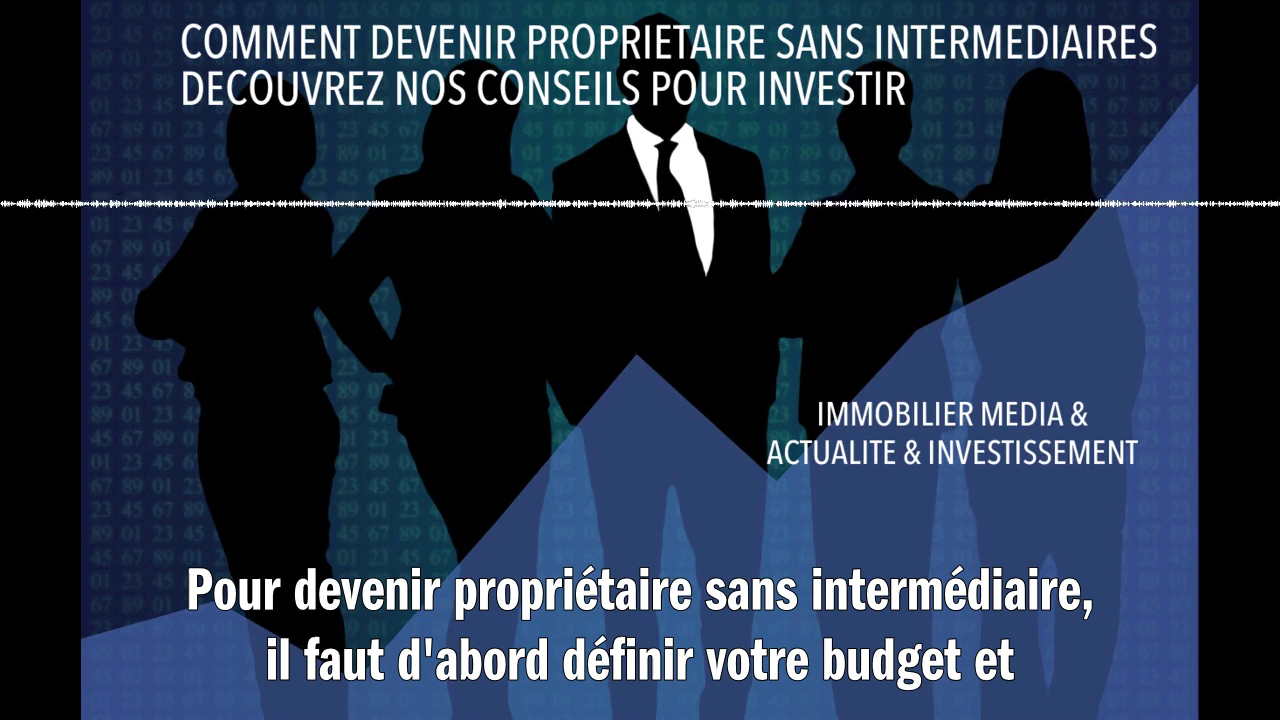 COMMENT DEVENIR PROPRIETAIRE SANS INTERMEDIAIRES
DECOUVREZ NOS CONSEILS POUR INVESTIR
IMMOBILIER MEDIA &
ACTUALITE & INVESTISSEMENT
Pour devenir propriétaire sans intermédiaire,
il faut d'abord définir votre budget et